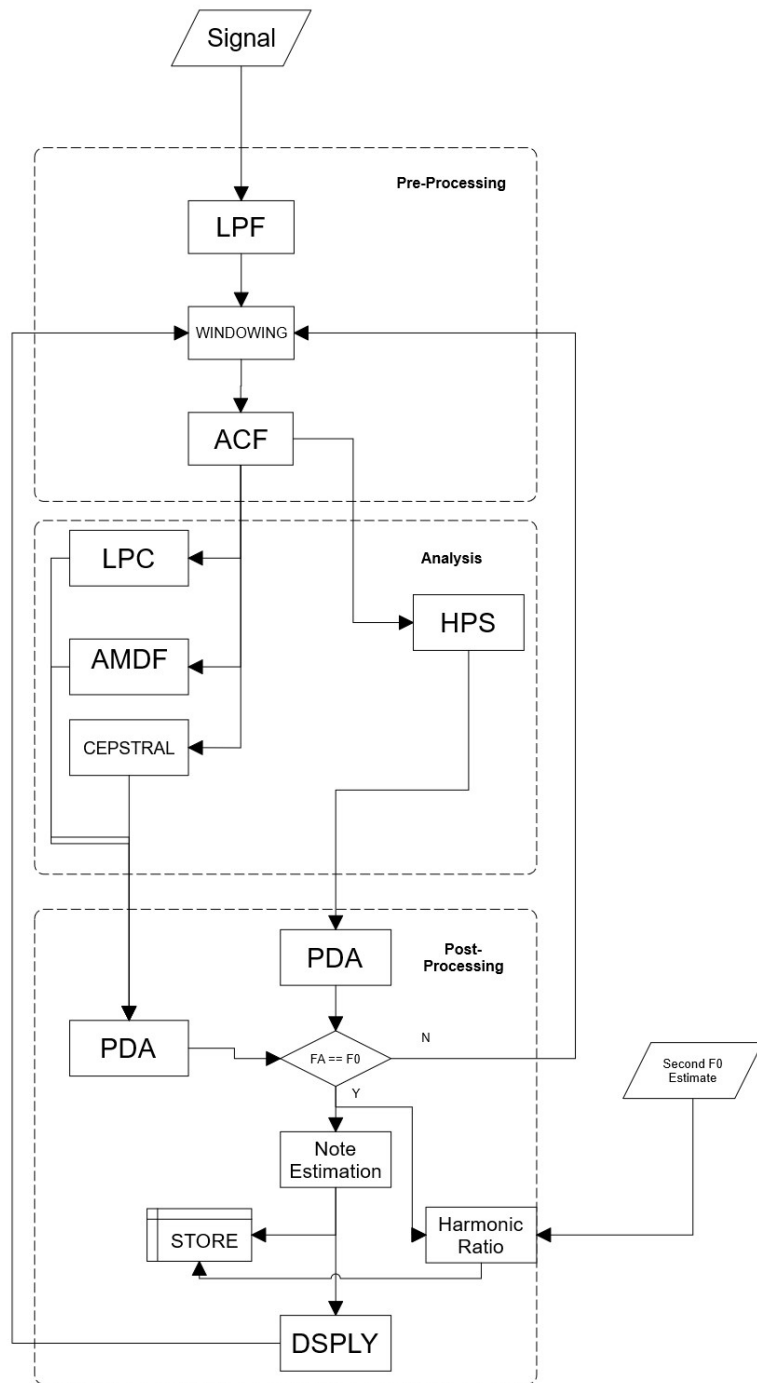 Signal
Pre-Processing
LPF
WINDOWING
ACF
LPC
Analysis
HPS
AMDF
CEPSTRAL
Post-
Processing
PDA
PDA
FA == F0
N
Y
Second F0
Estimate
Note
Estimation
STORE
Harmonic
Ratio
DSPLY